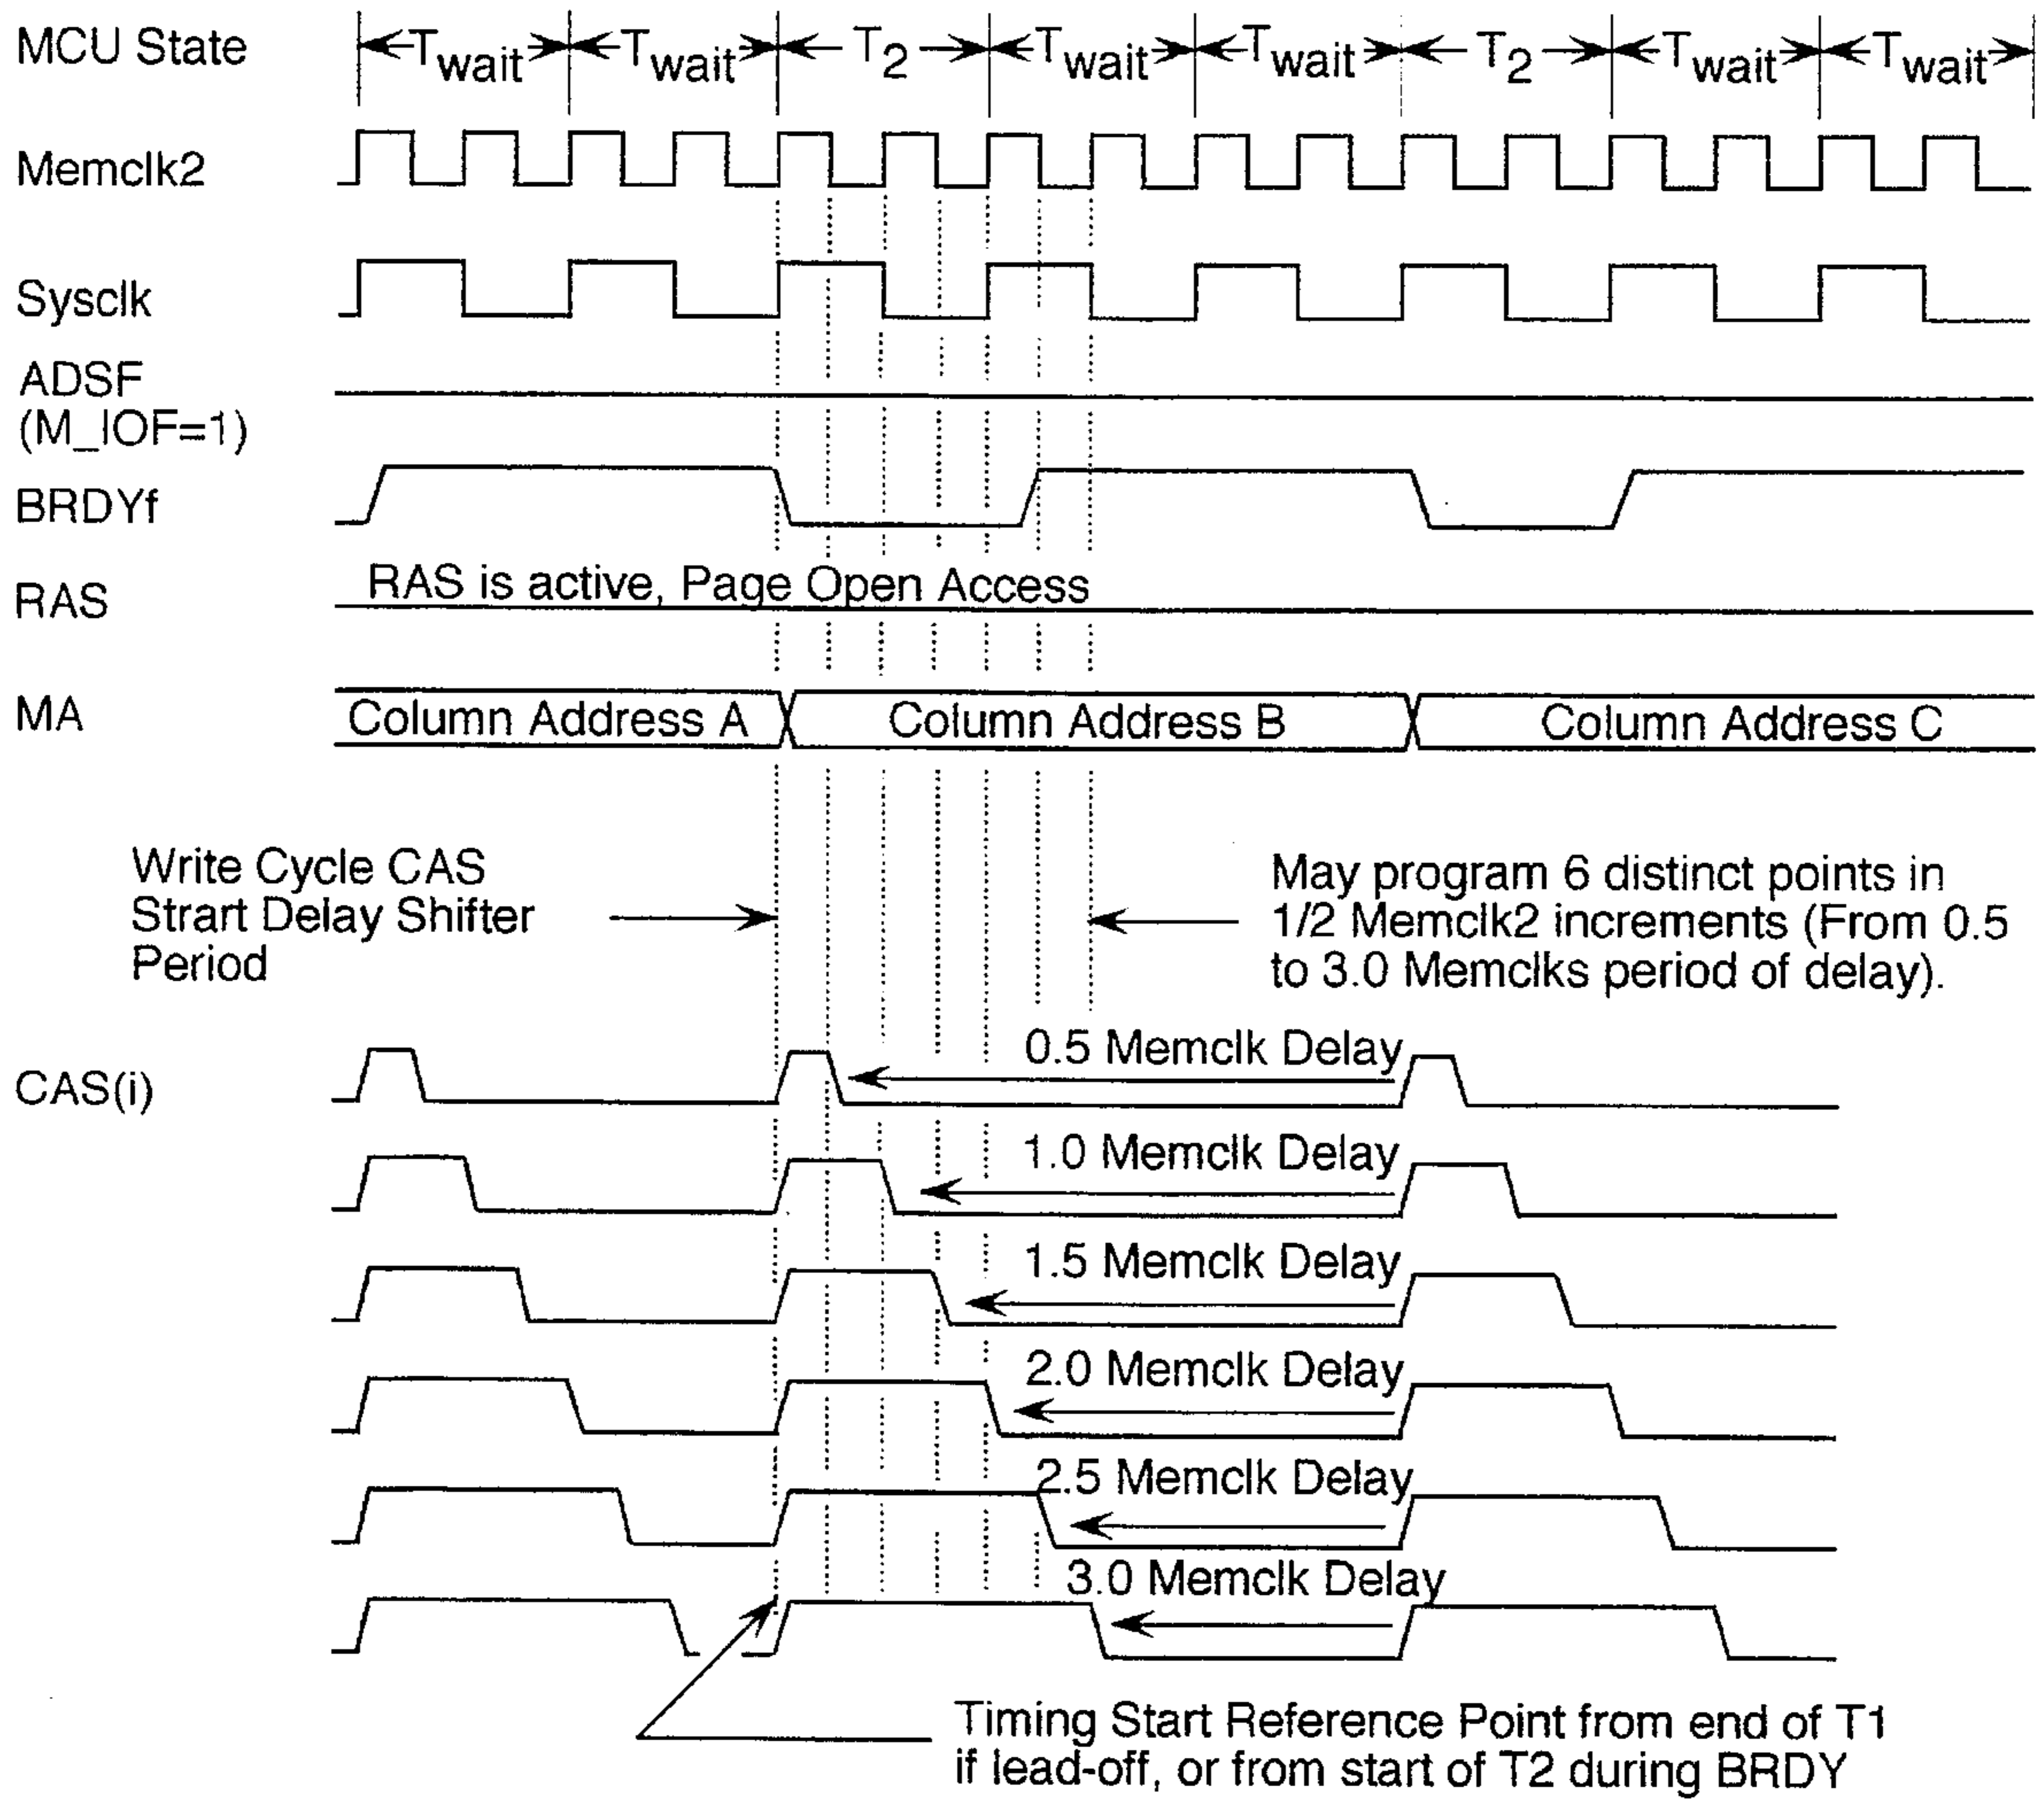 MCU State
Twait Twait T2 Twait Twait T2 Twait Twait
Memclk2
Sysclk
ADSF
(M_IOF=1)
BRDYf
RAS is active, Page Open Access
RAS
MA
Column Address A
Column Address B
Column Address C
Write Cycle CAS
Strart Delay Shifter
Period
May program 6 distinct points in
1/2 Memclk2 increments (From 0.5
to 3.0 Memclks period of delay).
CAS(i)
0.5 Memclk Delay
1.0 Memclk Delay
1.5 Memclk Delay
2.0 Memclk Delay
2.5 Memclk Delay
3.0 Memclk Delay
Timing Start Reference Point from end of T1
if lead-off, or from start of T2 during BRDY